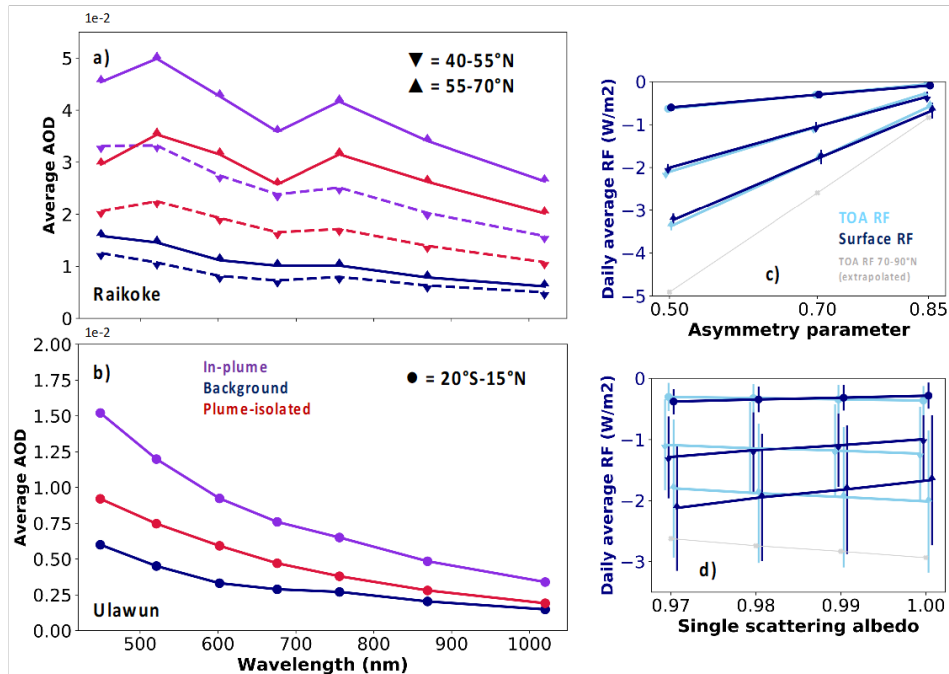 1e-2
a)
▼ = 40-55°N
▲ = 55-70°N
5
4
3
2
1
0
Average AOD
Raikoke
1e-2
b)
In-plume
Background
Plume-isolated
● = 20°S-15°N
2.00
1.75
1.50
1.25
1.00
0.75
0.50
0.25
0.00
Average AOD
Ulawun
500 600 700 800 900 1000
Wavelength (nm)
0
−1
−2
−3
−4
−5
Daily average RF (W/m2)
TOA RF
Surface RF
TOA RF 70-90°N
(extrapolated)
c)
0.50 0.70 0.85
Asymmetry parameter
0
−1
−2
−3
Daily average RF (W/m2)
d)
0.97 0.98 0.99 1.00
Single scattering albedo